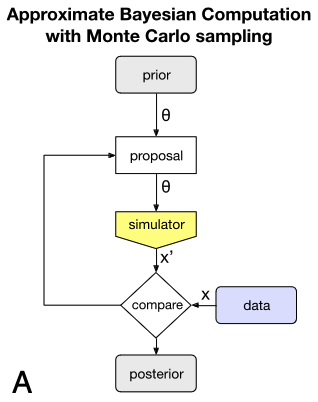 Approximate Bayesian Computation
with Monte Carlo sampling
prior
θ
proposal
θ
simulator
x'
compare
x
data
posterior
A